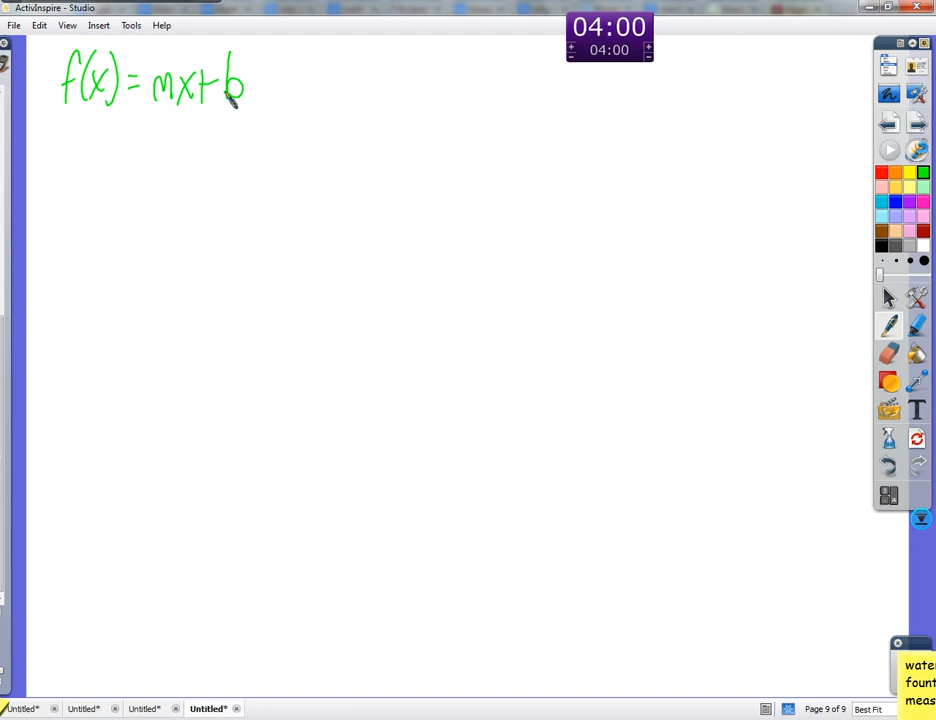 ActivInspire - Studio
File Edit View Insert Tools Help
04:00
04:00
f(x) = mx + b
wate
fount
meas
Untitled* Untitled* Untitled* Untitled*
Page 9 of 9
Best Fit